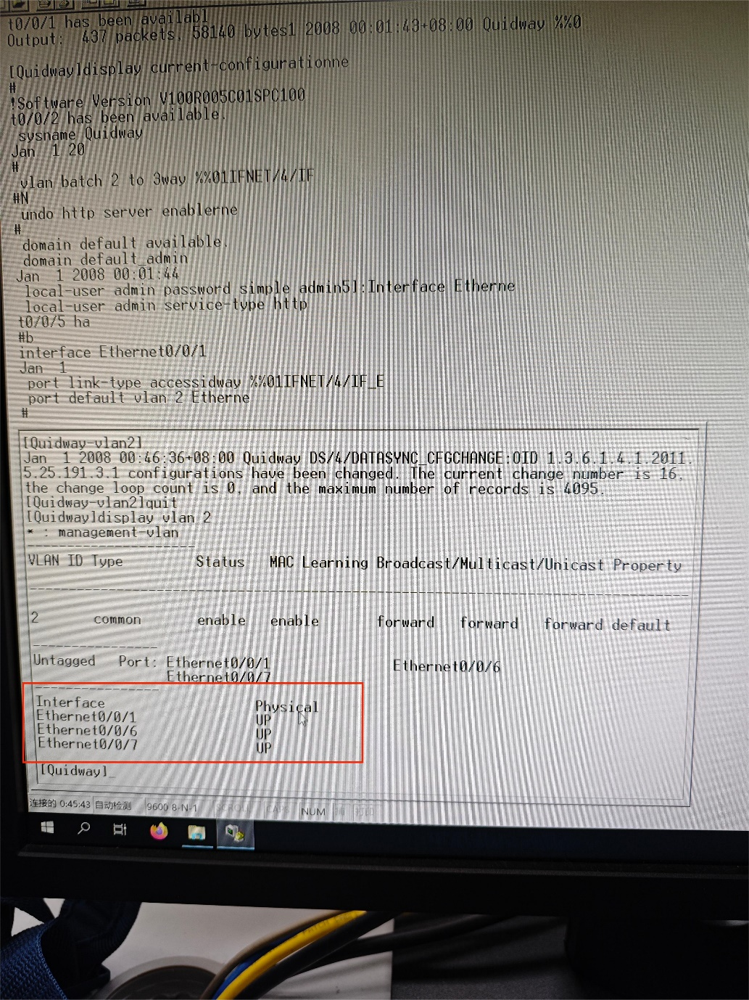 t0/0/1 has been availabl
Output:  437 packets, 58140 bytes1 2008 00:01:43+08:00 Quidway %%0
[Quidway]display current-configurationne
#
!Software Version V100R005C01SPC100
t0/0/2 has been available.
sysname Quidway
Jan  1 20
#
vlan batch 2 to 3way %%01IFNET/4/IF
#N
undo http server enablerne
#
domain default available.
domain default_admin
Jan  1 2008 00:01:44
local-user admin password simple admin5]:Interface Etherne
local-user admin service-type http
t0/0/5 ha
#b
interface Ethernet0/0/1
Jan  1
port link-type accessidway %%01IFNET/4/IF_E
port default vlan 2 Etherne
#
[Quidway-vlan2]
Jan  1 2008 00:46:36+08:00 Quidway DS/4/DATASYNC_CFGCHANGE:OID 1.3.6.1.4.1.2011.
5.25.191.3.1 configurations have been changed. The current change number is 16,
the change loop count is 0, and the maximum number of records is 4095.
[Quidway-vlan2]quit
[Quidway]display vlan 2
* : management-vlan
---------------------
VLAN ID Type          Status   MAC Learning Broadcast/Multicast/Unicast Property
2       common        enable   enable        forward   forward   forward default
----------------
Untagged   Port: Ethernet0/0/1                Ethernet0/0/6
Ethernet0/0/7
----------------
Interface                    Physical
Ethernet0/0/1                UP
Ethernet0/0/6                UP
Ethernet0/0/7                UP
[Quidway]_
连接的 0:45:43 自动检测 9600 8-N-1 NUM